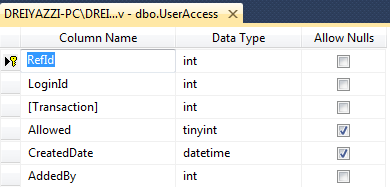 DREIYAZZI-PC\DREI...v - dbo.UserAccess
Column Name Data Type Allow Nulls
RefId int
LoginId int
[Transaction] int
Allowed tinyint
CreatedDate datetime
AddedBy int